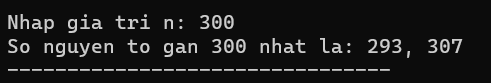 Nhap gia tri n: 300
So nguyen to gan 300 nhat la: 293, 307
--------------------------------